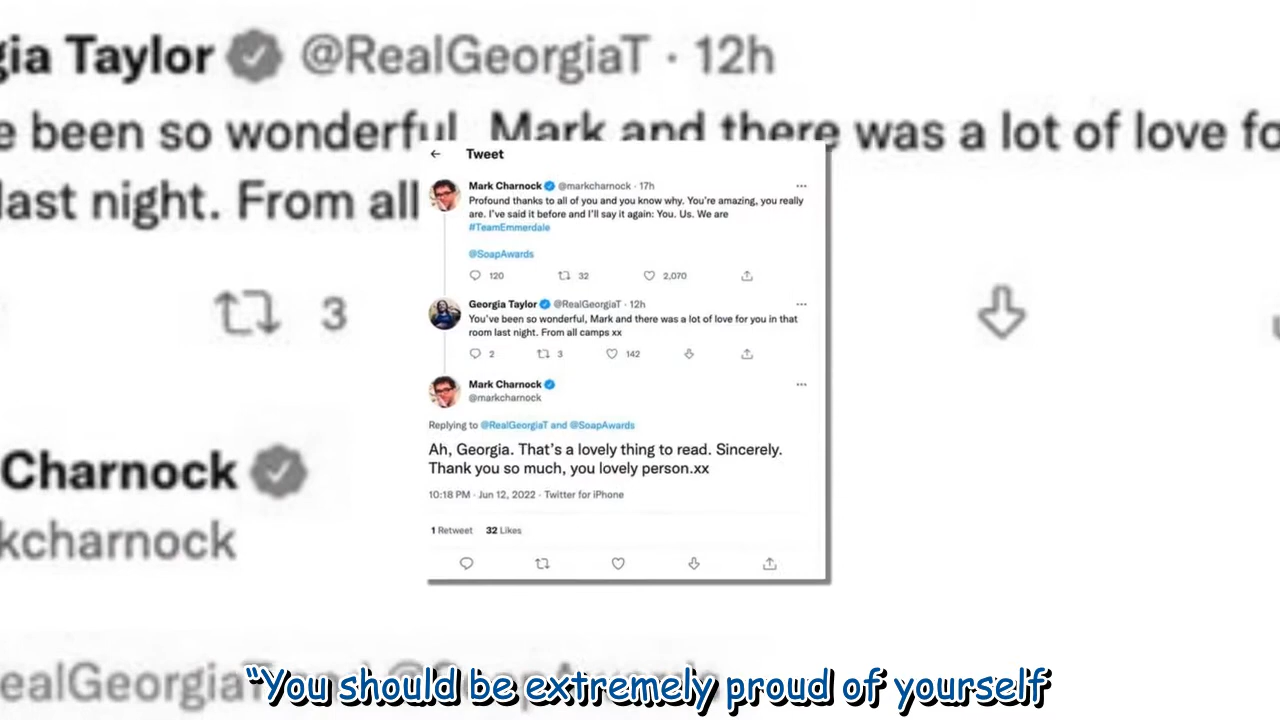 gia Taylor @RealGeorgiaT · 12h
e been so wonderful, Mark and there was a lot of love fo
last night. From all
3
Charnock
kcharnock
ealGeorgiaT
← Tweet
Mark Charnock @markcharnock · 17h
Profound thanks to all of you and you know why. You're amazing, you really
are. I've said it before and I'll say it again: You. Us. We are
#TeamEmmerdale
@SoapAwards
120 32 2,070
Georgia Taylor @RealGeorgiaT · 12h
You've been so wonderful, Mark and there was a lot of love for you in that
room last night. From all camps xx
2 3 142
Mark Charnock
@markcharnock
Replying to @RealGeorgiaT and @SoapAwards
Ah, Georgia. That's a lovely thing to read. Sincerely.
Thank you so much, you lovely person.xx
10:18 PM · Jun 12, 2022 · Twitter for iPhone
1 Retweet 32 Likes
"You should be extremely proud of yourself